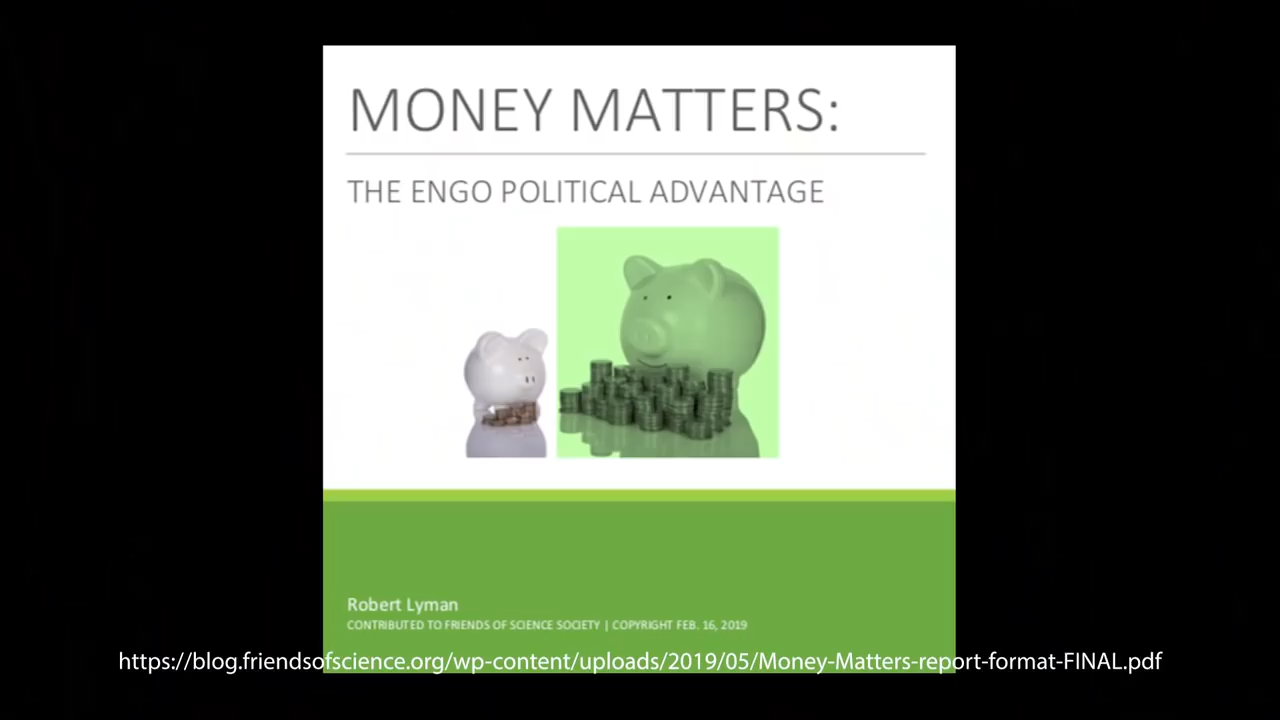 MONEY MATTERS:
THE ENGO POLITICAL ADVANTAGE
Robert Lyman
CONTRIBUTED TO FRIENDS OF SCIENCE SOCIETY | COPYRIGHT FEB. 16, 2019
https://blog.friendsofscience.org/wp-content/uploads/2019/05/Money-Matters-report-format-FINAL.pdf